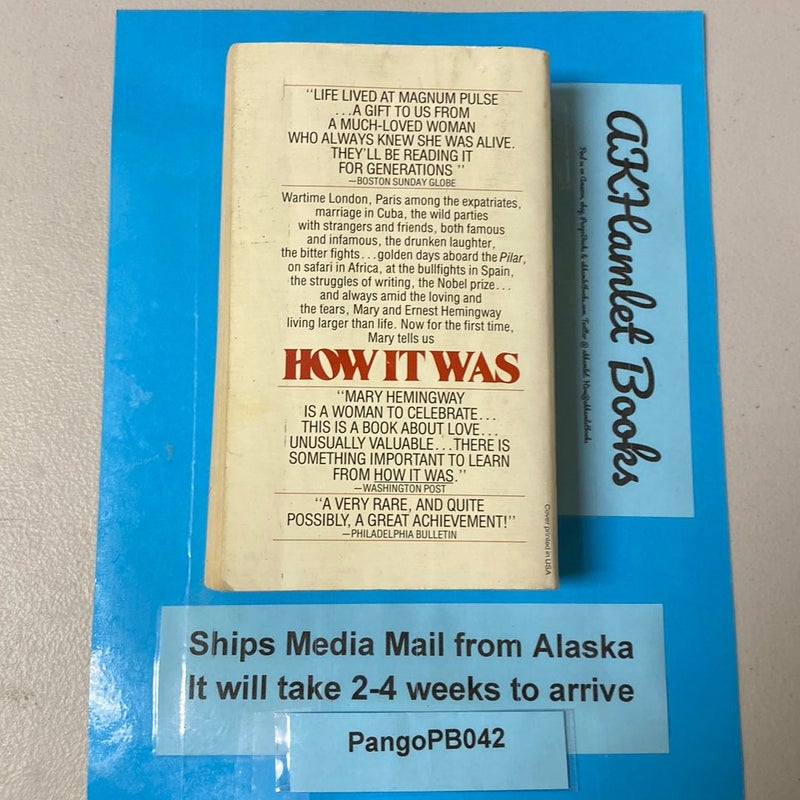 "LIFE LIVED AT MAGNUM PULSE
...A GIFT TO US FROM
A MUCH-LOVED WOMAN
WHO ALWAYS KNEW SHE WAS ALIVE.
THEY'LL BE READING IT
FOR GENERATIONS "
—BOSTON SUNDAY GLOBE
Wartime London, Paris among the expatriates,
marriage in Cuba, the wild parties
with strangers and friends, both famous
and infamous, the drunken laughter,
the bitter fights...golden days aboard the Pilar,
on safari in Africa, at the bullfights in Spain,
the struggles of writing, the Nobel prize...
and always amid the loving and
the tears, Mary and Ernest Hemingway
living larger than life. Now for the first time,
Mary tells us
HOW IT WAS
"MARY HEMINGWAY
IS A WOMAN TO CELEBRATE...
THIS IS A BOOK ABOUT LOVE...
UNUSUALLY VALUABLE...THERE IS
SOMETHING IMPORTANT TO LEARN
FROM HOW IT WAS."
—WASHINGTON POST
"A VERY RARE, AND QUITE
POSSIBLY, A GREAT ACHIEVEMENT!"
—PHILADELPHIA BULLETIN
Cover printed in USA
AKHamlet Books
Find us on Amazon, ebay, PangoBooks &
Ships Media Mail from Alaska
It will take 2-4 weeks to arrive
PangoPB042